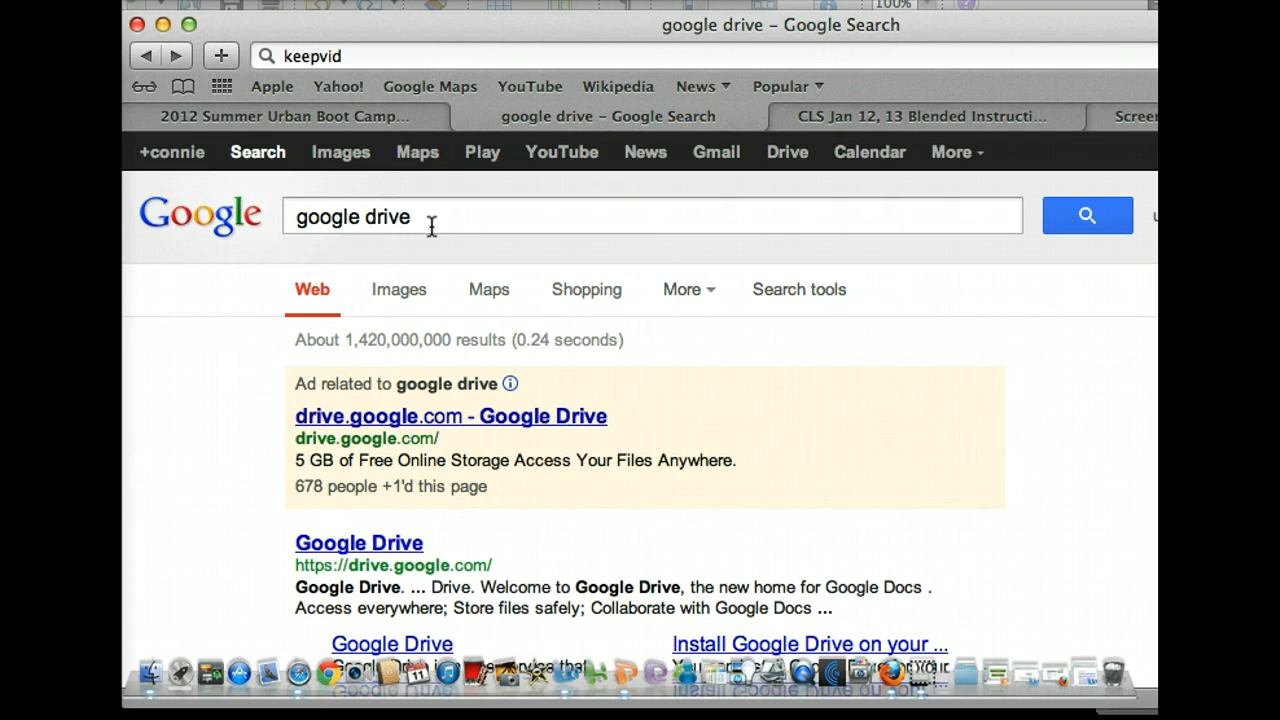 100%
google drive – Google Search
keepvid
Apple Yahoo! Google Maps YouTube Wikipedia News Popular
2012 Summer Urban Boot Camp... google drive – Google Search CLS Jan 12, 13 Blended Instructi... Screen
+connie Search Images Maps Play YouTube News Gmail Drive Calendar More
Google google drive
Web Images Maps Shopping More Search tools
About 1,420,000,000 results (0.24 seconds)
Ad related to google drive
drive.google.com - Google Drive
drive.google.com/
5 GB of Free Online Storage Access Your Files Anywhere.
678 people +1'd this page
Google Drive
https://drive.google.com/
Google Drive. ... Drive. Welcome to Google Drive, the new home for Google Docs .
Access everywhere; Store files safely; Collaborate with Google Docs ...
Google Drive Install Google Drive on your ...
11